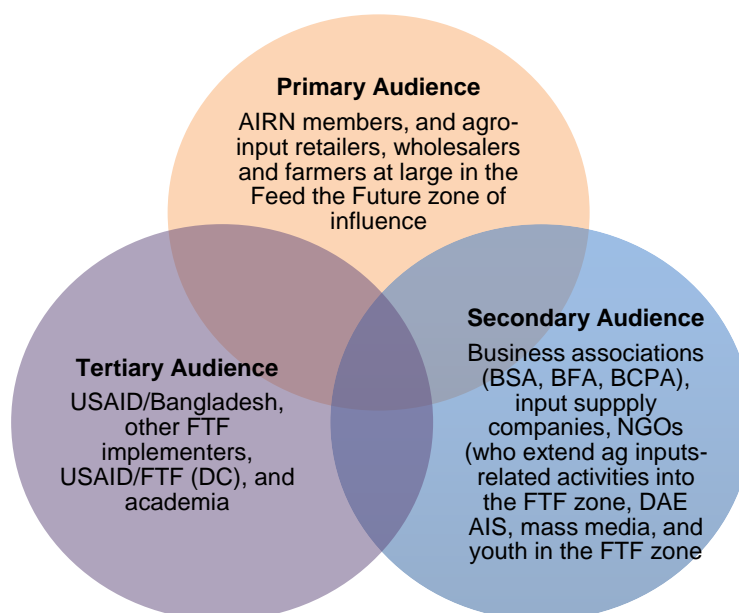 Primary Audience
AIRN members, and agro-
input retailers, wholesalers
and farmers at large in the
Feed the Future zone of
influence
Tertiary Audience
USAID/Bangladesh,
other FTF
implementers,
USAID/FTF (DC), and
academia
Secondary Audience
Business associations
(BSA, BFA, BCPA),
input suppply
companies, NGOs
(who extend ag inputs-
related activities into
the FTF zone, DAE
AIS, mass media, and
youth in the FTF zone